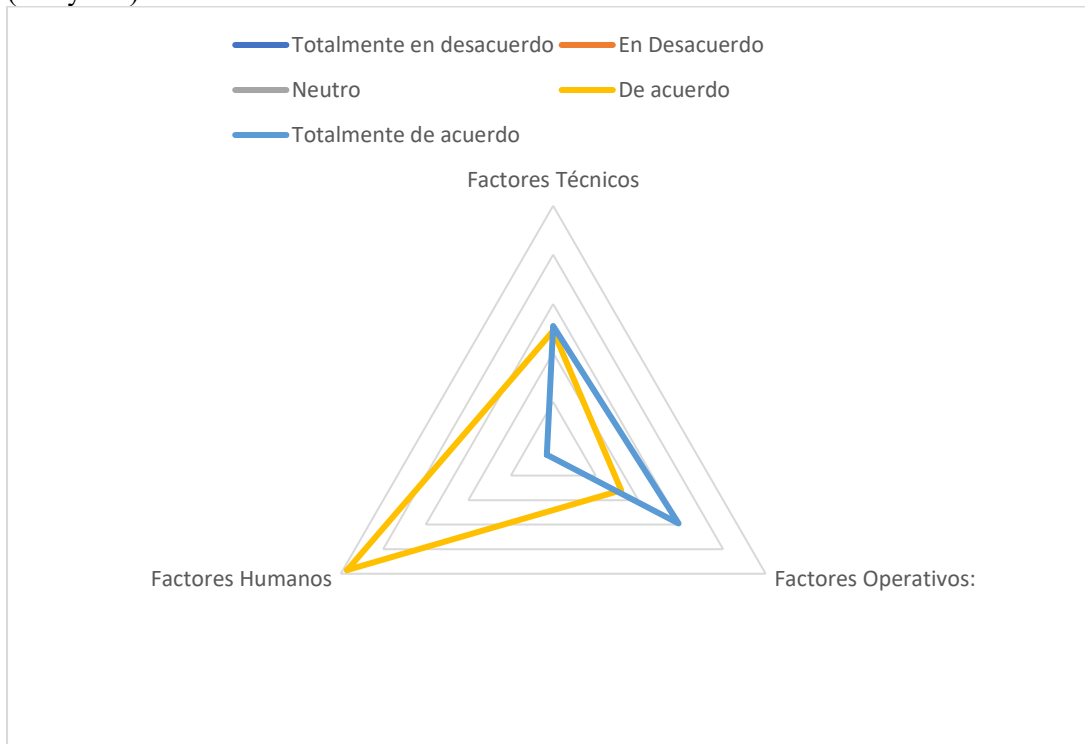 Totalmente en desacuerdo En Desacuerdo
Neutro De acuerdo
Totalmente de acuerdo
Factores Técnicos
Factores Humanos Factores Operativos: